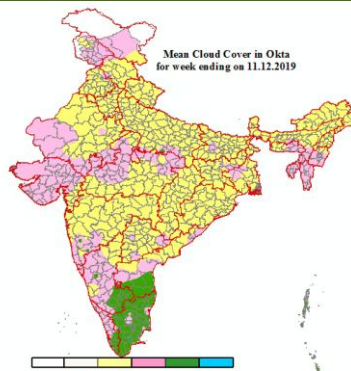 Mean Cloud Cover in Okta
for week ending on 11.12.2019